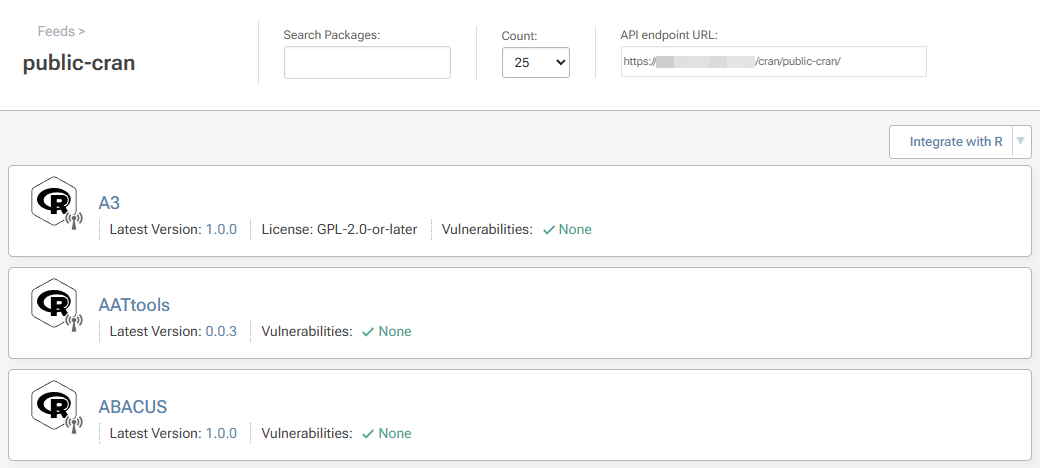 Feeds >
public-cran
Search Packages:
Count:
25
API endpoint URL:
https:// /cran/public-cran/
Integrate with R
A3
Latest Version: 1.0.0 License: GPL-2.0-or-later Vulnerabilities: ✓ None
AATtools
Latest Version: 0.0.3 Vulnerabilities: ✓ None
ABACUS
Latest Version: 1.0.0 Vulnerabilities: ✓ None